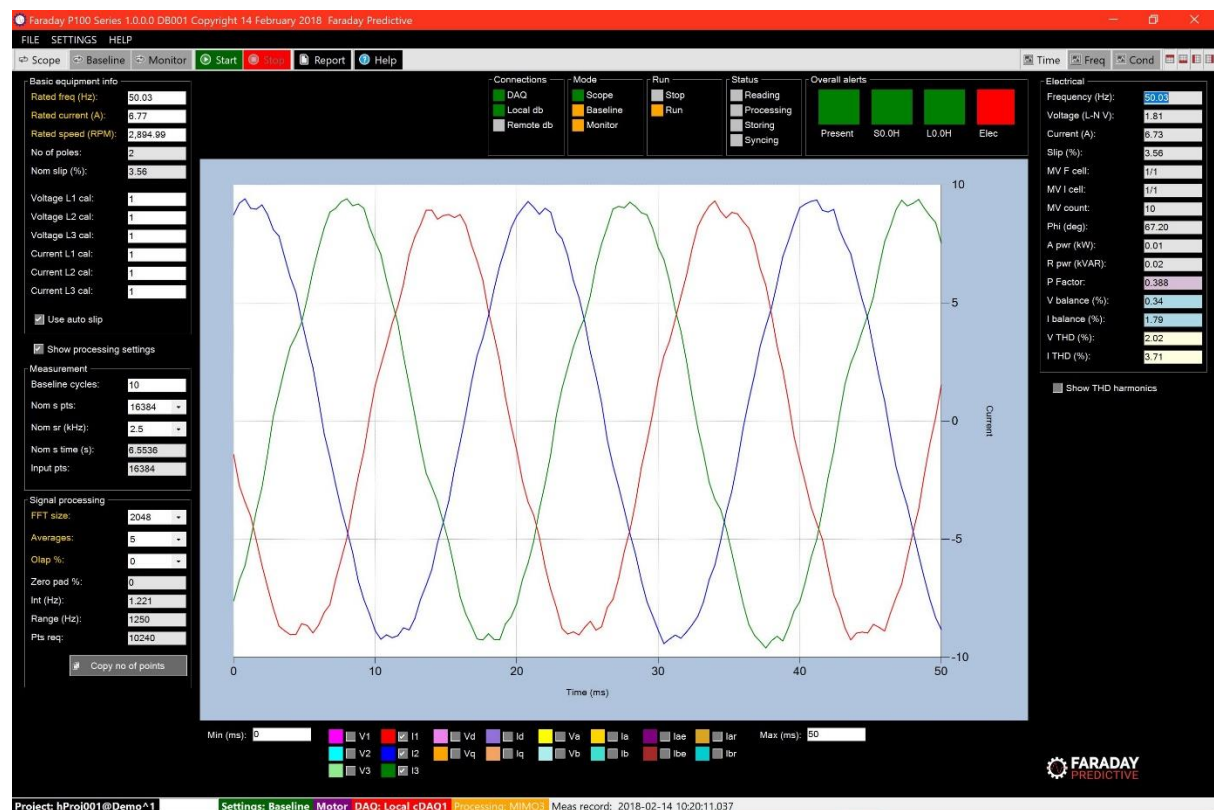 Faraday P100 Series 1.0.0.0 DB001 Copyright 14 February 2018 Faraday Predictive
FILE SETTINGS HELP
Scope Baseline Monitor Start Stop Report Help Time Freq Cond
Basic equipment info
Rated freq (Hz): 50.03
Rated current (A): 6.77
Rated speed (RPM): 2,894.99
No of poles: 2
Nom slip (%): 3.56
Voltage L1 cal: 1
Voltage L2 cal: 1
Voltage L3 cal: 1
Current L1 cal: 1
Current L2 cal: 1
Current L3 cal: 1
Use auto slip
Show processing settings
Measurement
Baseline cycles: 10
Nom s pts: 16384
Nom sr (kHz): 2.5
Nom s time (s): 6.5536
Input pts: 16384
Signal processing
FFT size: 2048
Averages: 5
Olap %: 0
Zero pad %: 0
Int (Hz): 1.221
Range (Hz): 1250
Pts req: 10240
Copy no of points
Connections
DAQ
Local db
Remote db
Mode
Scope
Baseline
Monitor
Run
Stop
Run
Status
Reading
Processing
Storing
Syncing
Overall alerts
Present S0.0H L0.0H Elec
10
5
0
-5
-10
Current
0 10 20 30 40 50
Time (ms)
Min (ms): 0
V1 I1 Vd Id Va Ia Iae Iar
V2 I2 Vq Iq Vb Ib Ibe Ibr
V3 I3
Max (ms): 50
Electrical
Frequency (Hz): 50.03
Voltage (L-N V): 1.81
Current (A): 6.73
Slip (%): 3.56
MV F cell: 1/1
MV I cell: 1/1
MV count: 10
Phi (deg): 67.20
A pwr (kW): 0.01
R pwr (kVAR): 0.02
P Factor: 0.388
V balance (%): 0.34
I balance (%): 1.79
V THD (%): 2.02
I THD (%): 3.71
Show THD harmonics
FARADAY
PREDICTIVE
Project: hProj001@Demo^1 Settings: Baseline Motor DAQ: Local cDAQ1 Processing: MIMO3 Meas record: 2018-02-14 10:20:11.037